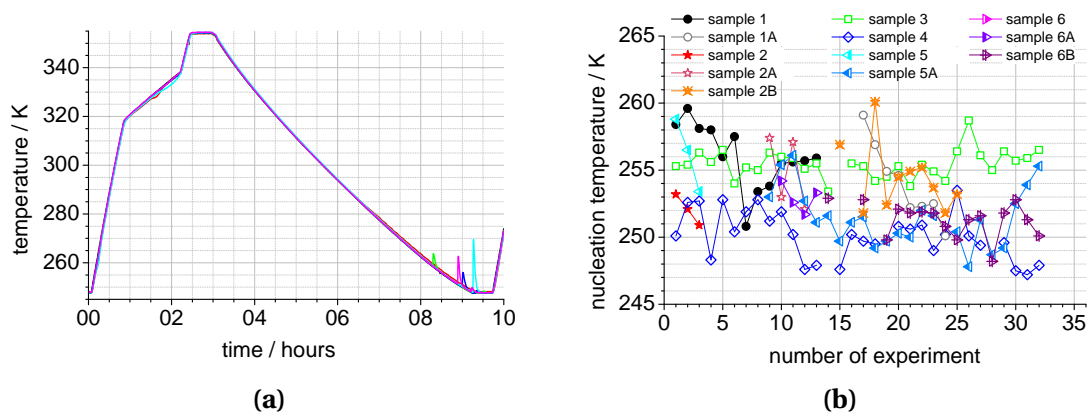 (a)
temperature / K
340
320
300
280
260
00
02
04
06
08
10
time / hours
(b)
sample 1
sample 3
sample 6
sample 1A
sample 4
sample 6A
sample 2
sample 5
sample 6B
sample 2A
sample 5A
sample 2B
nucleation temperature / K
265
260
255
250
245
0
5
10
15
20
25
30
35
number of experiment
(a)
(b)